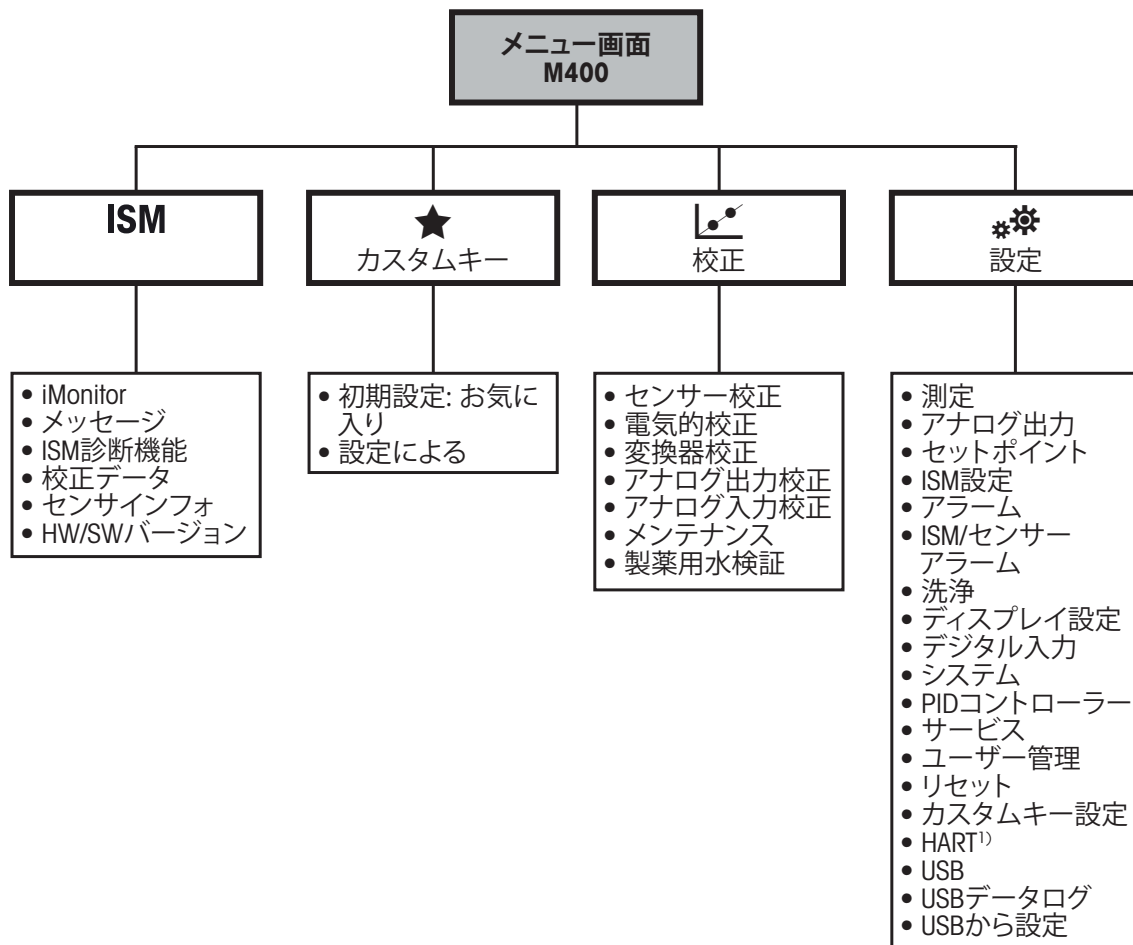 メニュー画面
M400
ISM
カスタムキー
校正
設定
• iMonitor
• メッセージ
• ISM診断機能
• 校正データ
• センサインフォ
• HW/SWバージョン
• 初期設定: お気に
入り
• 設定による
• センサー校正
• 電気的校正
• 変換器校正
• アナログ出力校正
• アナログ入力校正
• メンテナンス
• 製薬用水検証
• 測定
• アナログ出力
• セットポイント
• ISM設定
• アラーム
• ISM/センサー
アラーム
• 洗浄
• ディスプレイ設定
• デジタル入力
• システム
• PIDコントローラー
• サービス
• ユーザー管理
• リセット
• カスタムキー設定
• HART1)
• USB
• USBデータログ
• USBから設定